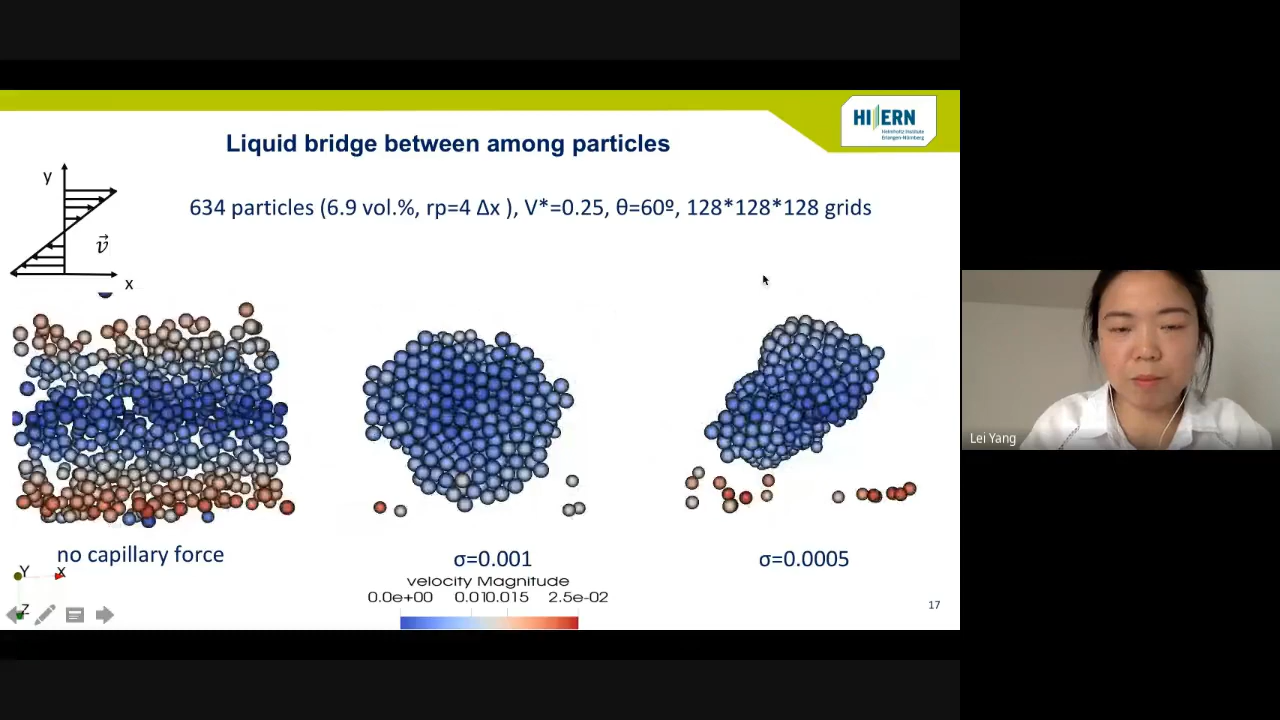 HI ERN
Helmholtz Institute
Erlangen-Nürnberg
Liquid bridge between among particles
y
634 particles (6.9 vol.%, rp=4 Δx ), V*=0.25, θ=60º, 128*128*128 grids
v
x
Lei Yang
no capillary force
σ=0.001
σ=0.0005
Y
x
Z
velocity Magnitude
0.0e+00 0.010.015 2.5e-02
17